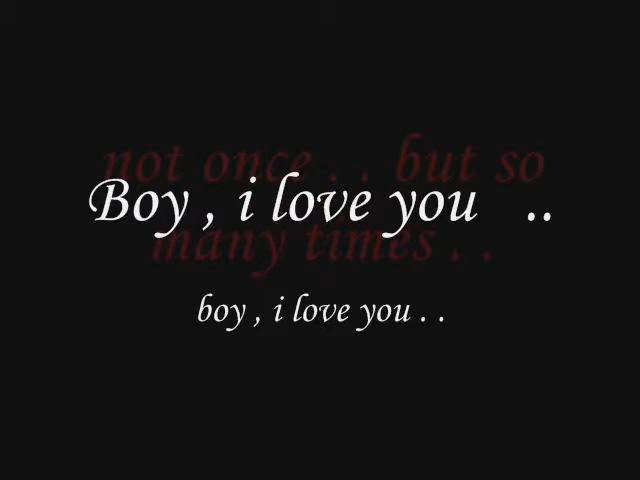 not once . . but so
Boy , i love you ..
many times . .
boy , i love you . .